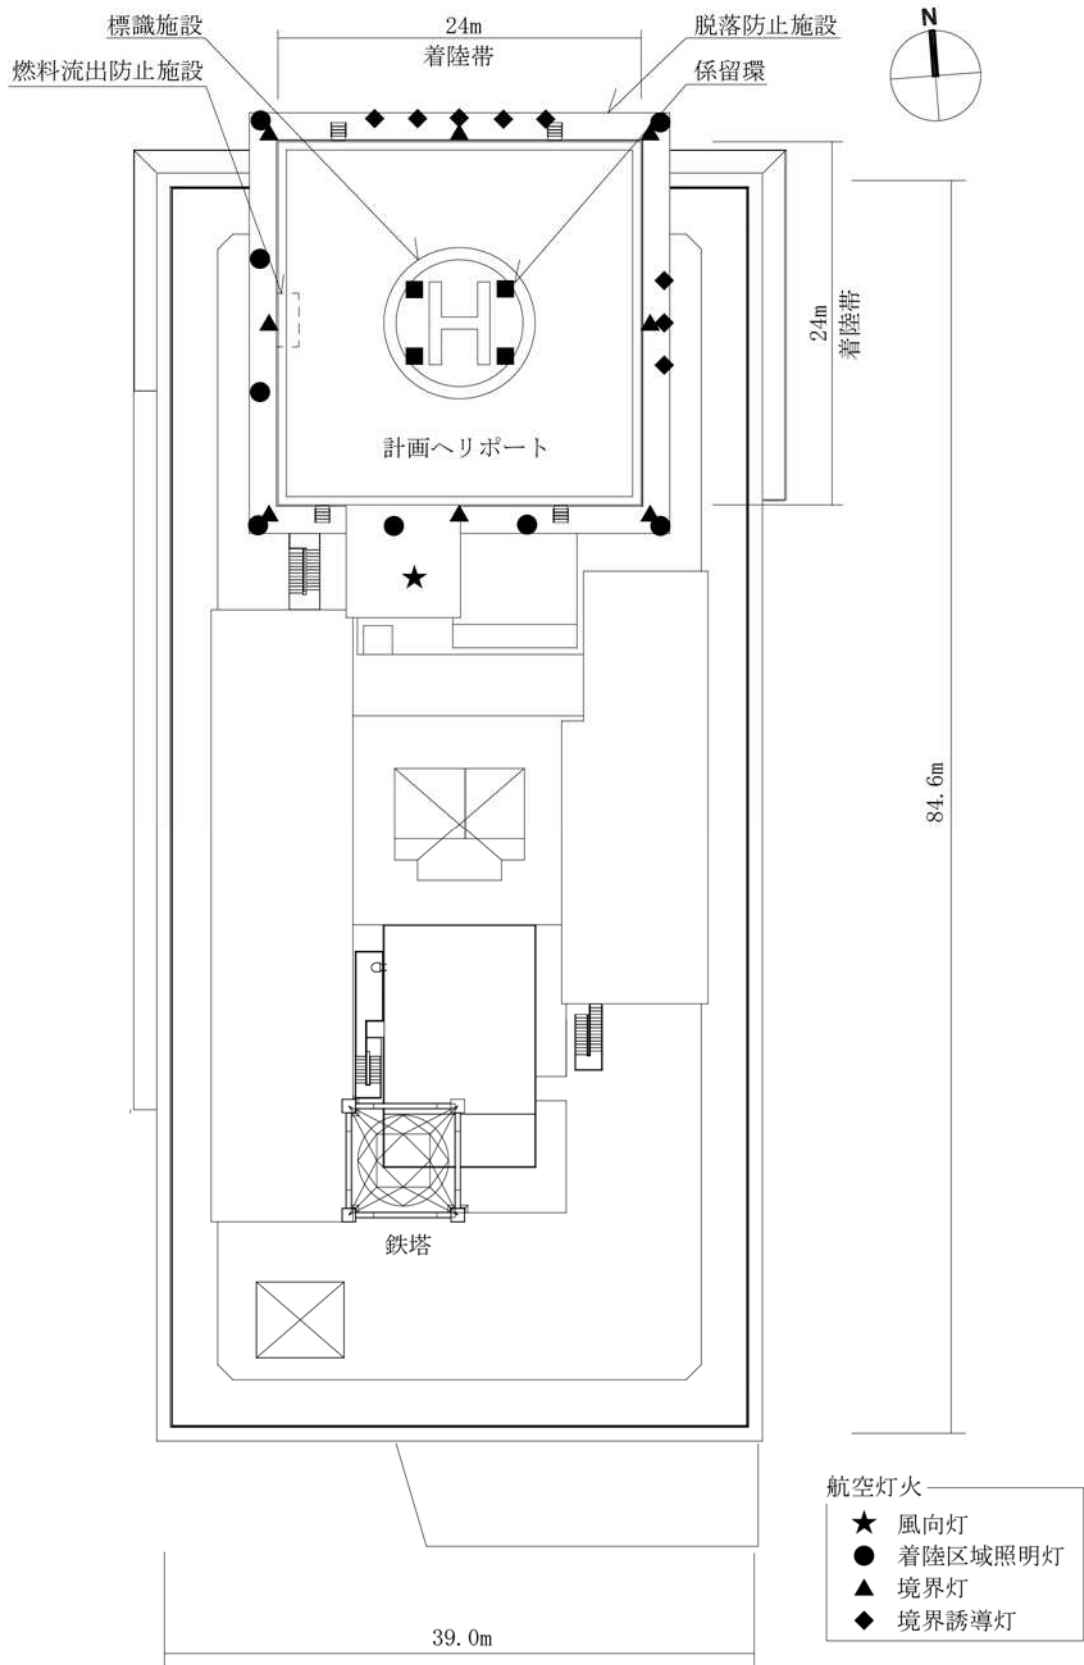 標識施設
24m
着陸帯
脱落防止施設
N
燃料流出防止施設
係留環
24m
着陸帯
H
計画ヘリポート
84.6m
鉄塔
航空灯火
★ 風向灯
● 着陸区域照明灯
▲ 境界灯
◆ 境界誘導灯
39.0m